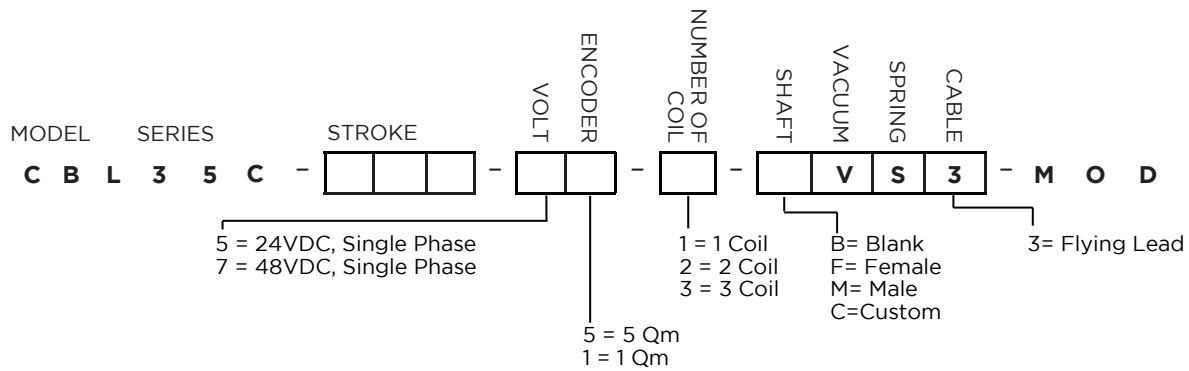 NUMBER OF
COIL
VOLT
ENCODER
SHAFT
VACUUM
SPRING
CABLE
MODEL SERIES STROKE
C B L 3 5 C - - - - V S 3 - M O D
5 = 24VDC, Single Phase
7 = 48VDC, Single Phase
5 = 5 Qm
1 = 1 Qm
1 = 1 Coil
2 = 2 Coil
3 = 3 Coil
B= Blank
F= Female
M= Male
C=Custom
3= Flying Lead